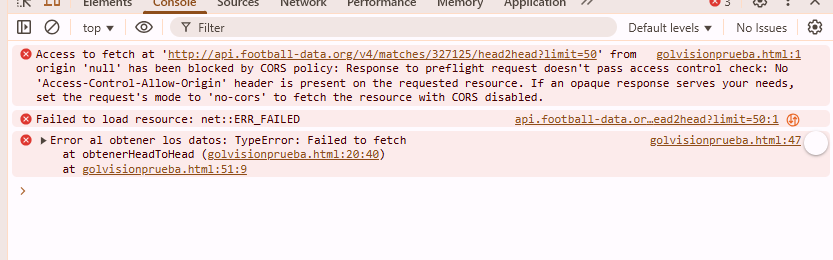 Elements Console Sources Network Performance Memory Application 3
top Filter Default levels No Issues
Access to fetch at 'http://api.football-data.org/v4/matches/327125/head2head?limit=50' from golvisionprueba.html:1
origin 'null' has been blocked by CORS policy: Response to preflight request doesn't pass access control check: No
'Access-Control-Allow-Origin' header is present on the requested resource. If an opaque response serves your needs,
set the request's mode to 'no-cors' to fetch the resource with CORS disabled.
Failed to load resource: net::ERR_FAILED api.football-data.or…ead2head?limit=50:1
Error al obtener los datos: TypeError: Failed to fetch golvisionprueba.html:47
at obtenerHeadToHead (golvisionprueba.html:20:40)
at golvisionprueba.html:51:9